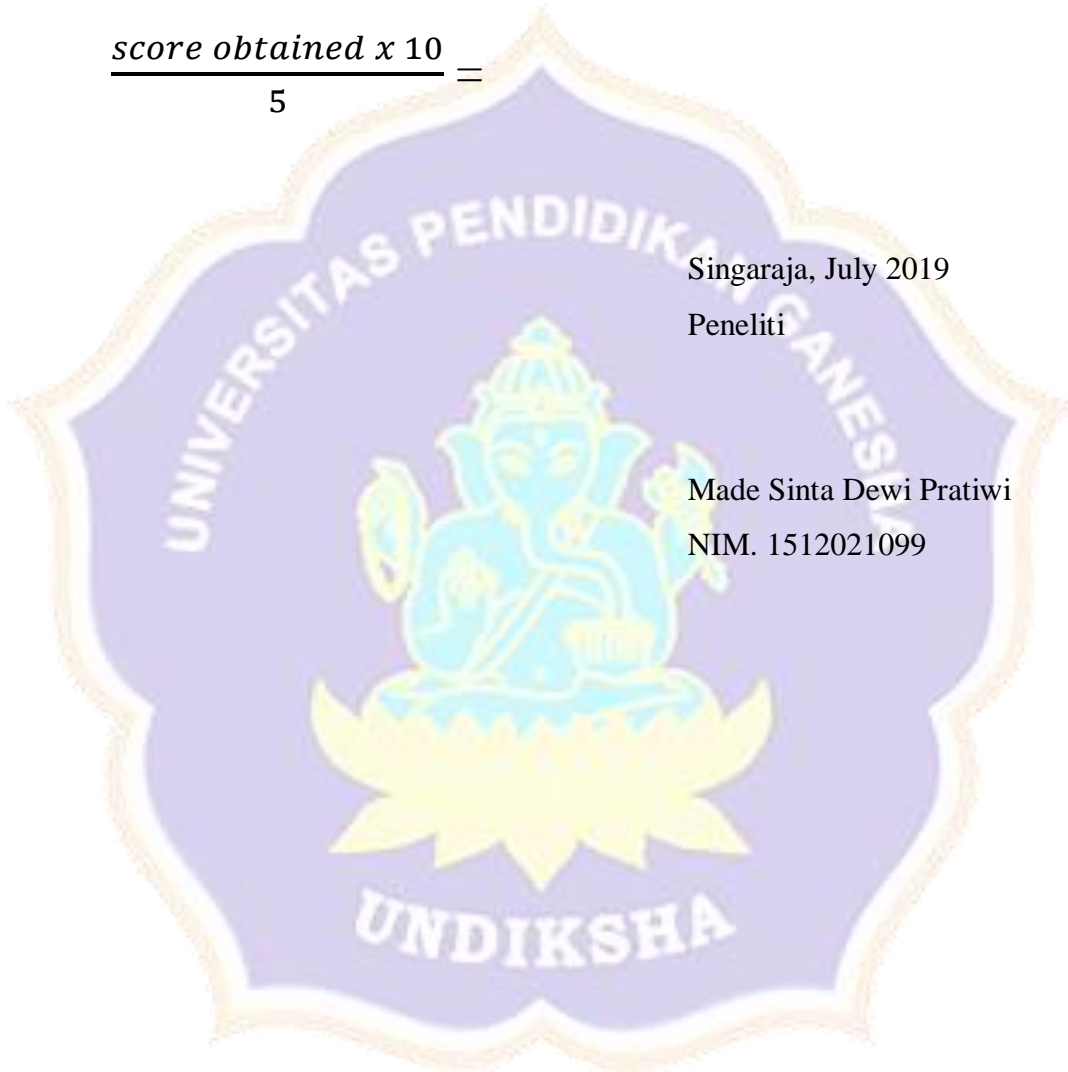 score obtained x 10
5
=
Singaraja, July 2019
Peneliti
Made Sinta Dewi Pratiwi
NIM. 1512021099
UNIVERSITAS PENDIDIKAN GANESHA
UNDIKSHA